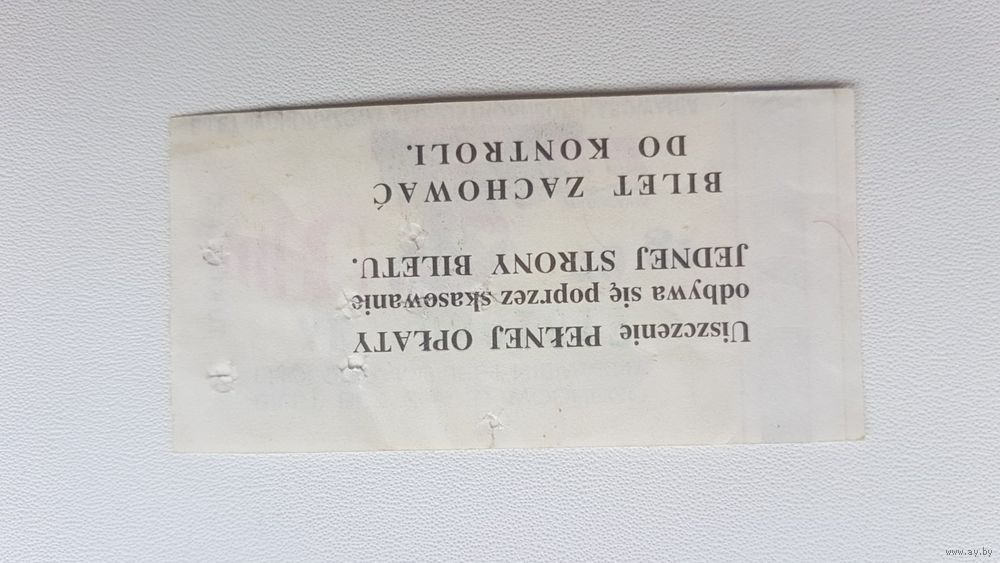 Uiszczenie PEŁNEJ OPŁATY
odbywa się poprzez skasowanie
JEDNEJ STRONY BILETU.
BILET ZACHOWAĆ
DO KONTROLI.
www.ay.by